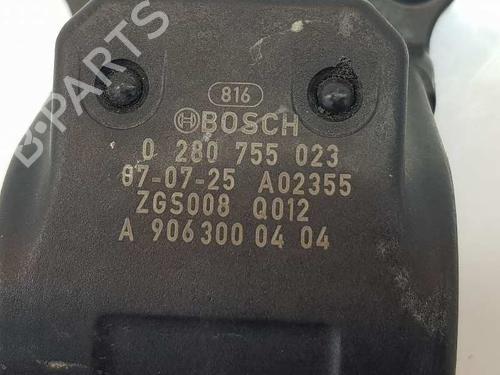 816
BOSCH
0 280 755 023
07-07-25 A02355
ZGS008 Q012
A 906 300 04 04
B-PARTS